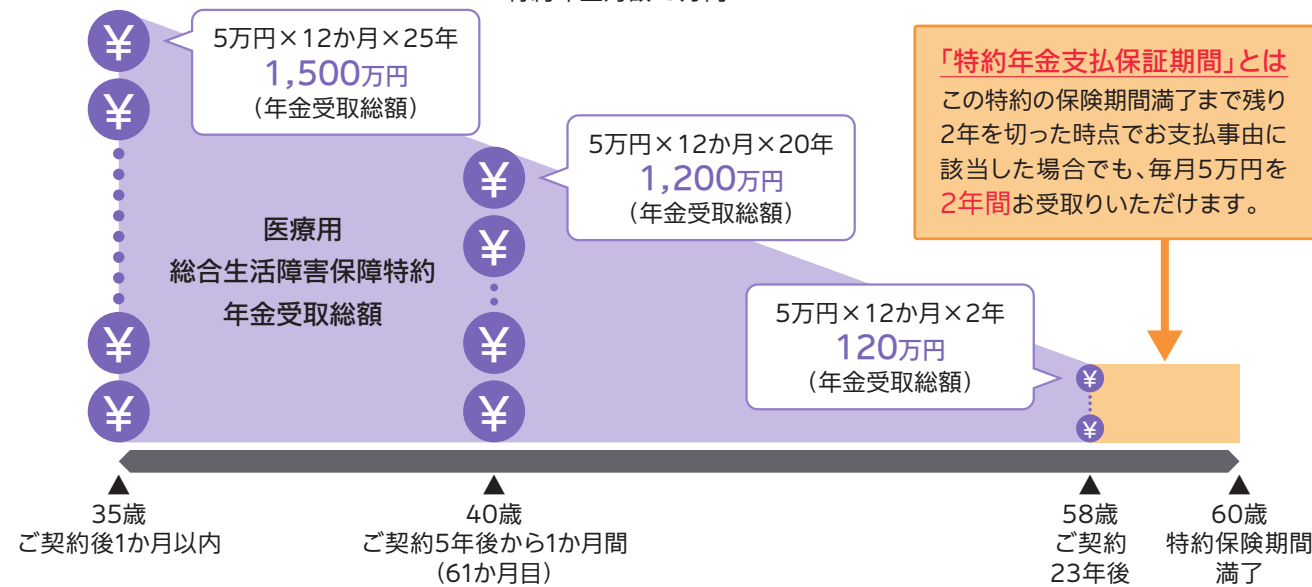 5万円×12か月×25年
1,500万円
(年金受取総額)
5万円×12か月×20年
1,200万円
(年金受取総額)
「特約年金支払保証期間」とは
この特約の保険期間満了まで残り
2年を切った時点でお支払事由に
該当した場合でも、毎月5万円を
2年間お受取りいただけます。
医療用
総合生活障害保障特約
年金受取総額
5万円×12か月×2年
120万円
(年金受取総額)
¥
¥
¥
¥
¥
¥
¥
¥
¥
¥
35歳
ご契約後1か月以内
40歳
ご契約5年後から1か月間
(61か月目)
58歳
ご契約
23年後
60歳
特約保険期間
満了